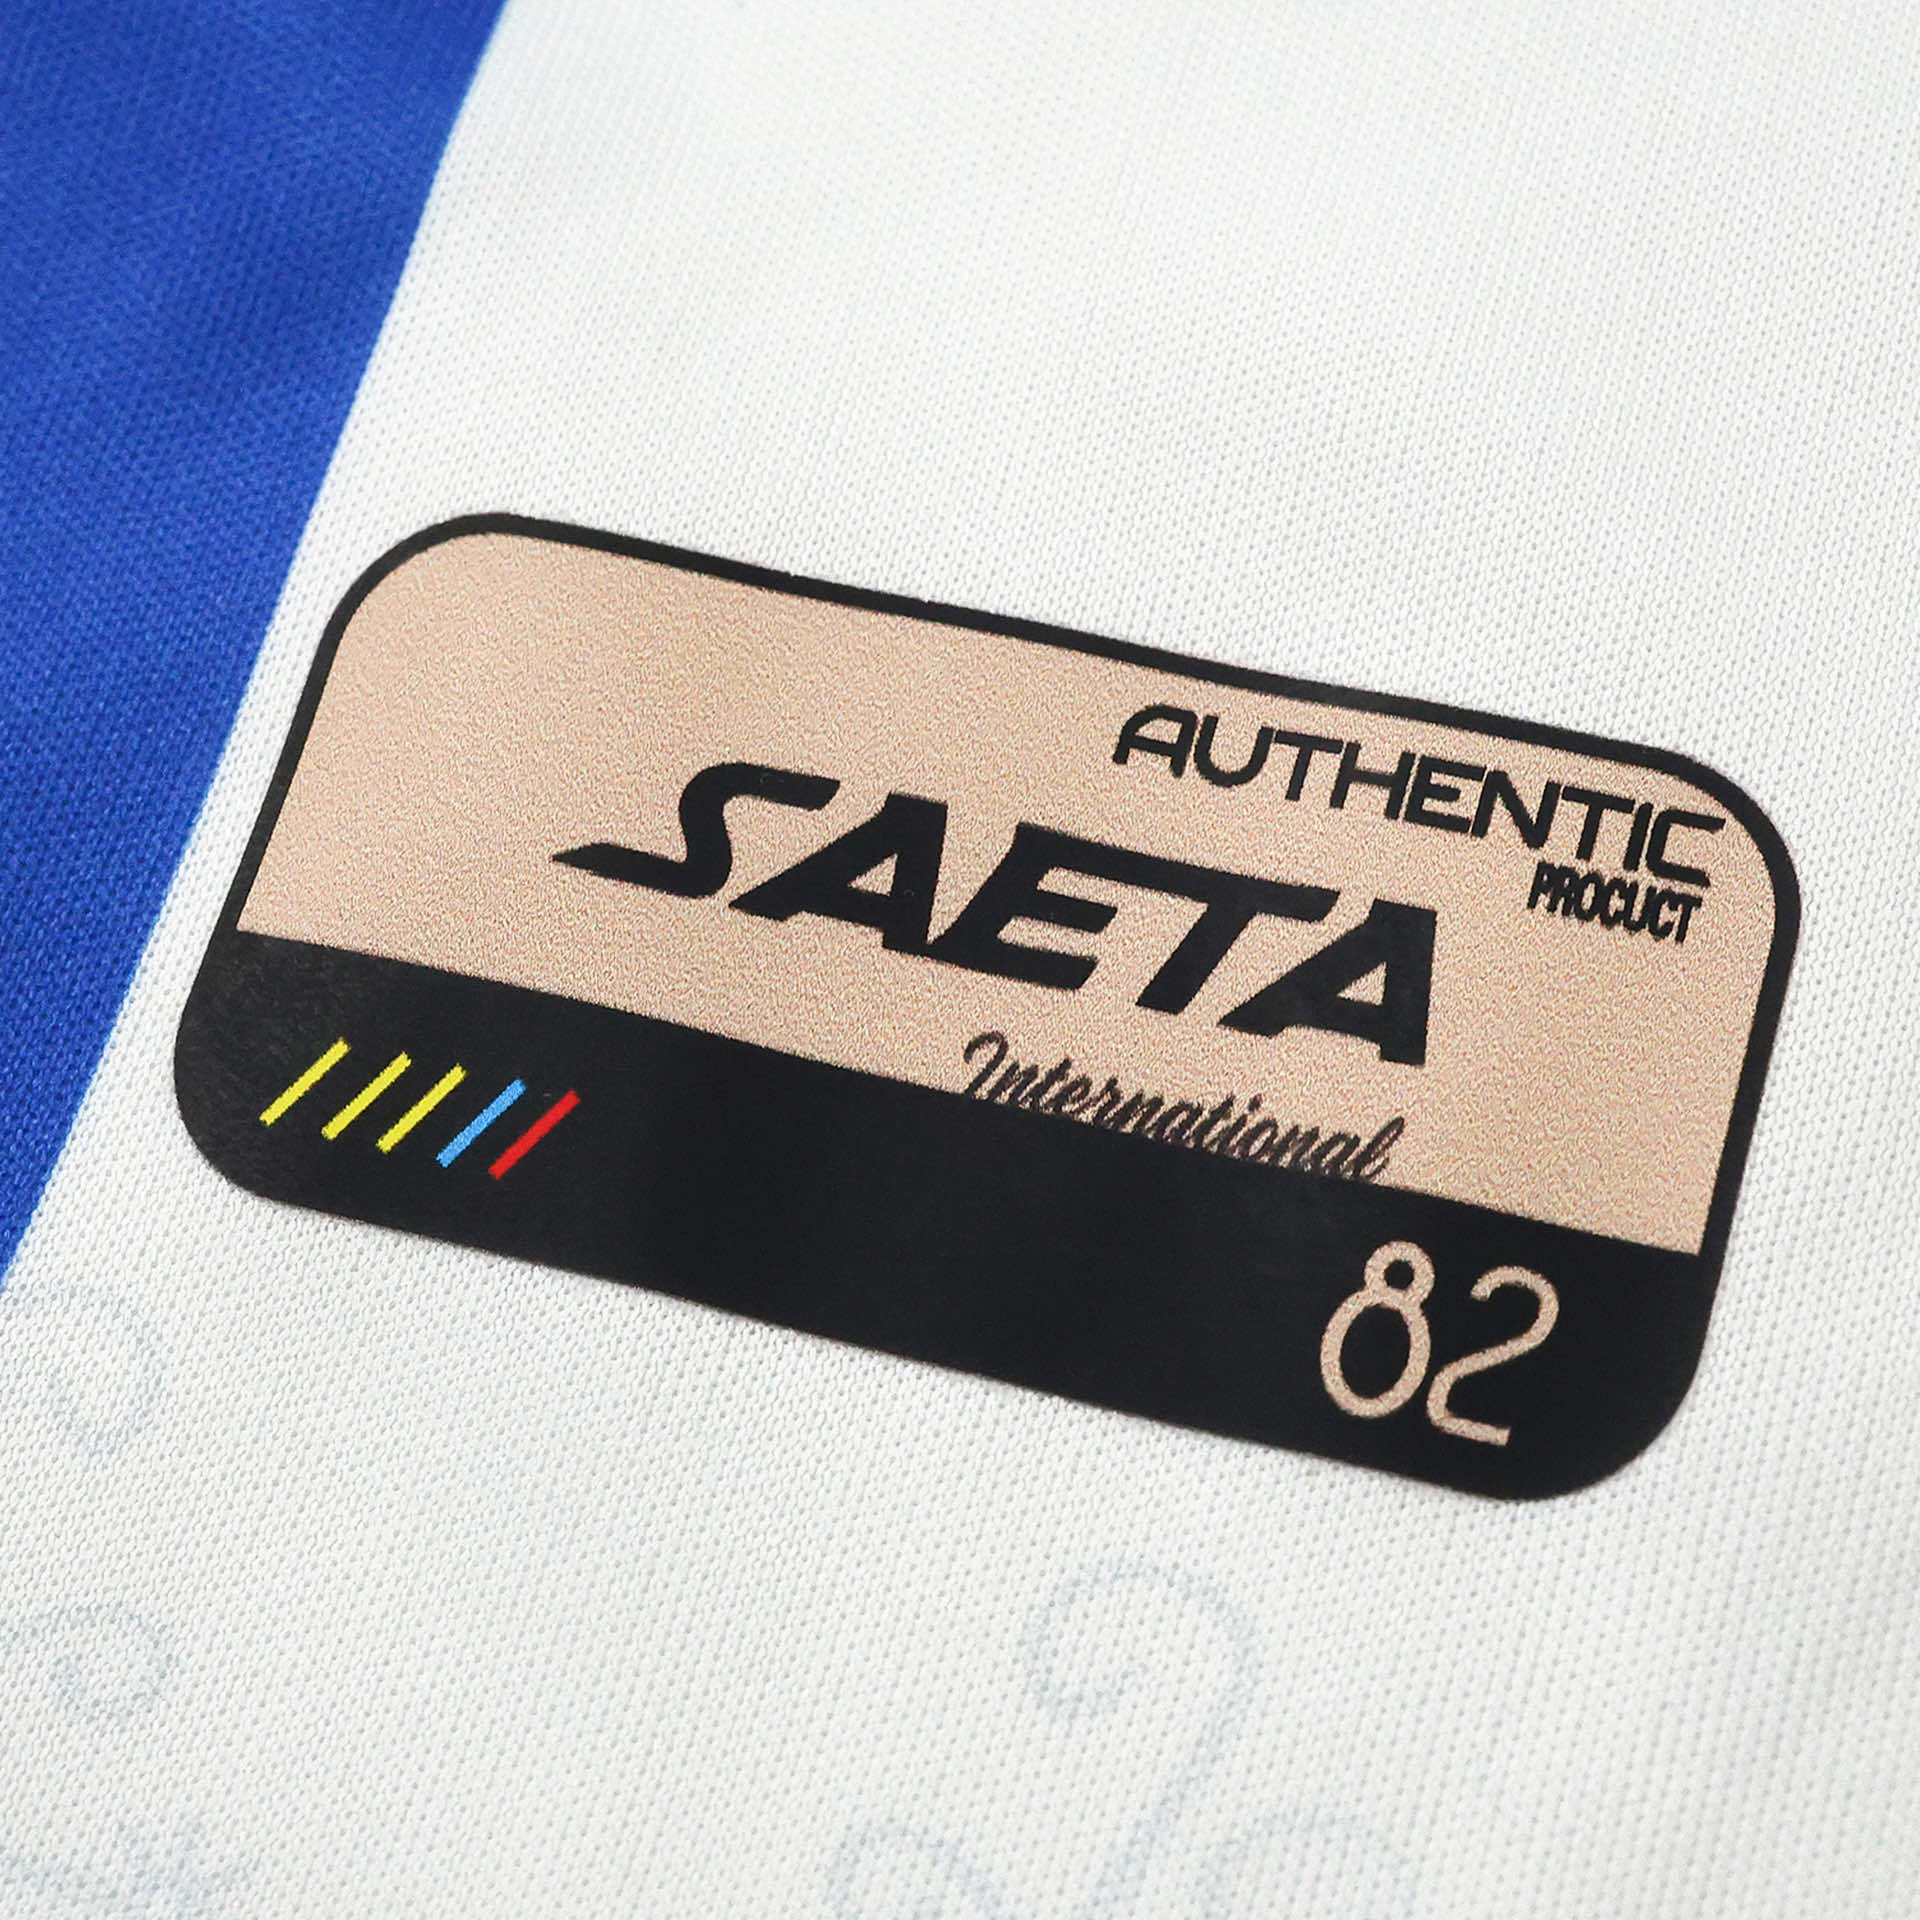 AUTHENTIC
PROCUCT
SAETA
International
82